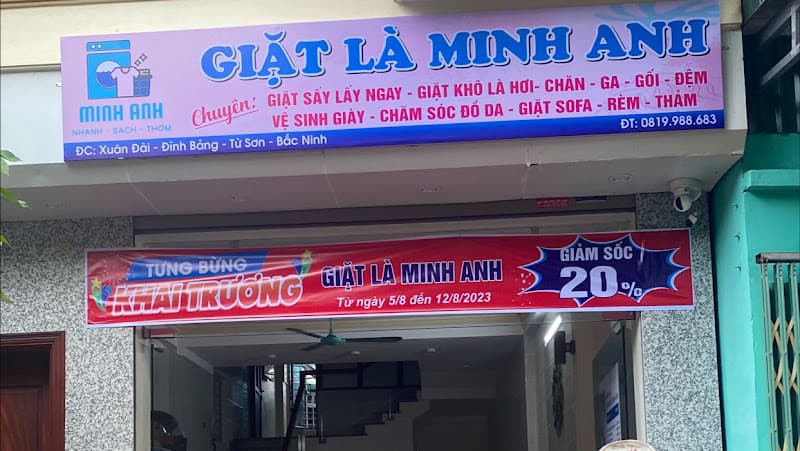 GIẶT LÀ MINH ANH
MINH ANH
NHANH - SẠCH - THƠM
Chuyên:
GIẶT SẤY LẤY NGAY - GIẶT KHÔ LÀ HƠI- CHĂN - GA - GỐI - ĐỆM
VỆ SINH GIÀY - CHĂM SÓC ĐỒ DA - GIẶT SOFA - RÈM - THẢM
ĐC: Xuân Đài - Đình Bảng - Từ Sơn - Bắc Ninh
ĐT: 0819.988.683
TƯNG BỪNG
KHAI TRƯƠNG
GIẶT LÀ MINH ANH
Từ ngày 5/8 đến 12/8/2023
GIẢM SỐC
20%